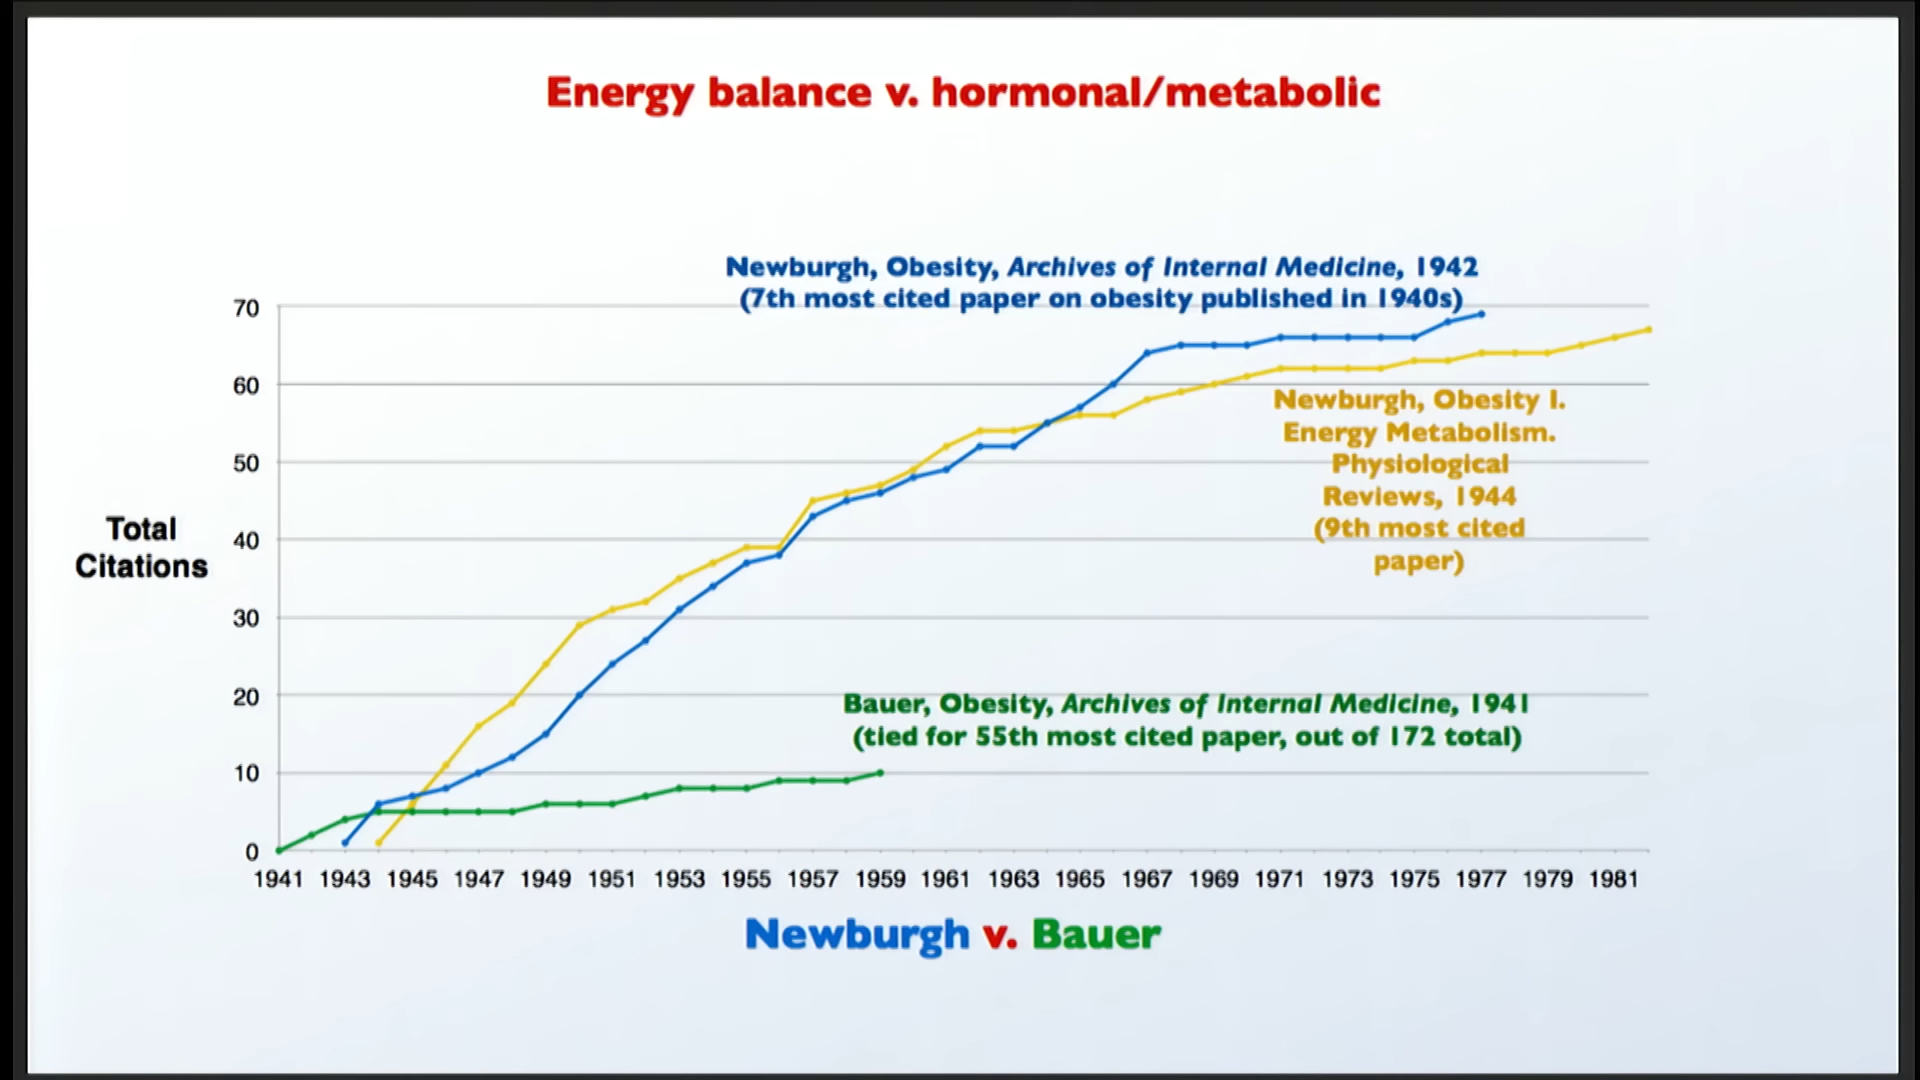 Energy balance v. hormonal/metabolic
Newburgh, Obesity, Archives of Internal Medicine, 1942
(7th most cited paper on obesity published in 1940s)
70
60
50
40
30
20
10
0
Total
Citations
Newburgh, Obesity I.
Energy Metabolism.
Physiological
Reviews, 1944
(9th most cited
paper)
Bauer, Obesity, Archives of Internal Medicine, 1941
(tied for 55th most cited paper, out of 172 total)
1941 1943 1945 1947 1949 1951 1953 1955 1957 1959 1961 1963 1965 1967 1969 1971 1973 1975 1977 1979 1981
Newburgh v. Bauer